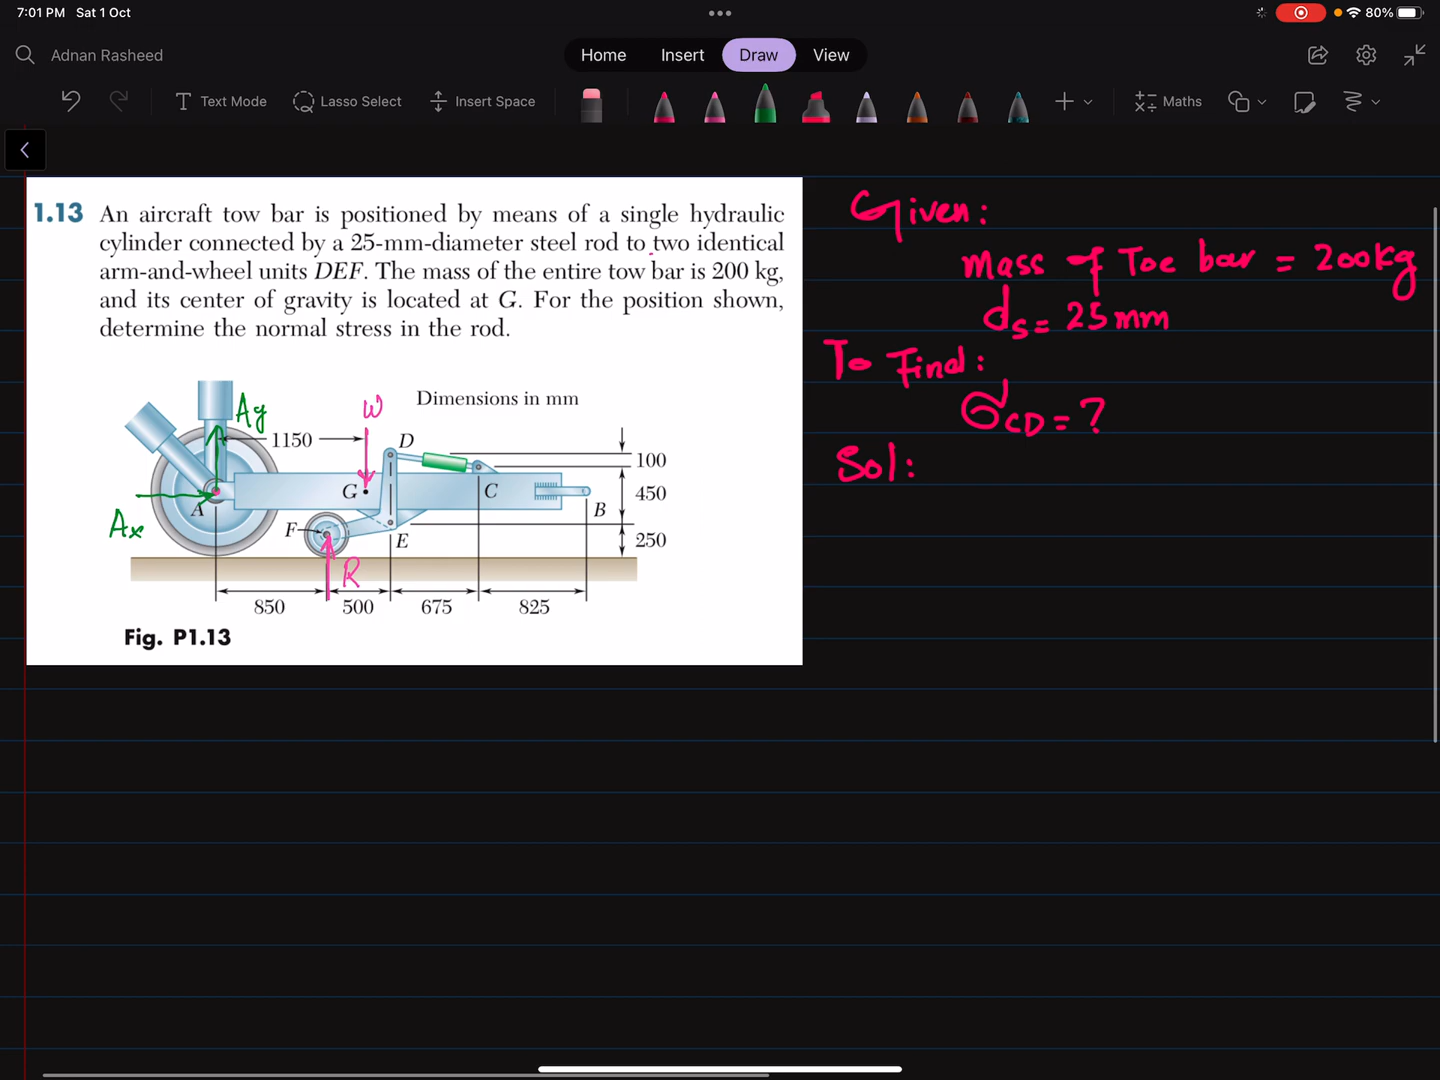 7:01 PM Sat 1 Oct
80%
Adnan Rasheed
Home Insert Draw View
Text Mode Lasso Select Insert Space Maths
1.13 An aircraft tow bar is positioned by means of a single hydraulic
cylinder connected by a 25-mm-diameter steel rod to two identical
arm-and-wheel units DEF. The mass of the entire tow bar is 200 kg,
and its center of gravity is located at G. For the position shown,
determine the normal stress in the rod.
Dimensions in mm
Ay
W
1150
D
100
G
C
450
A
B
Ax
F
E
250
R
850 500 675 825
Fig. P1.13
Given:
Mass of Toe bar = 200kg
ds = 25mm
To Find:
σCD = ?
Sol: